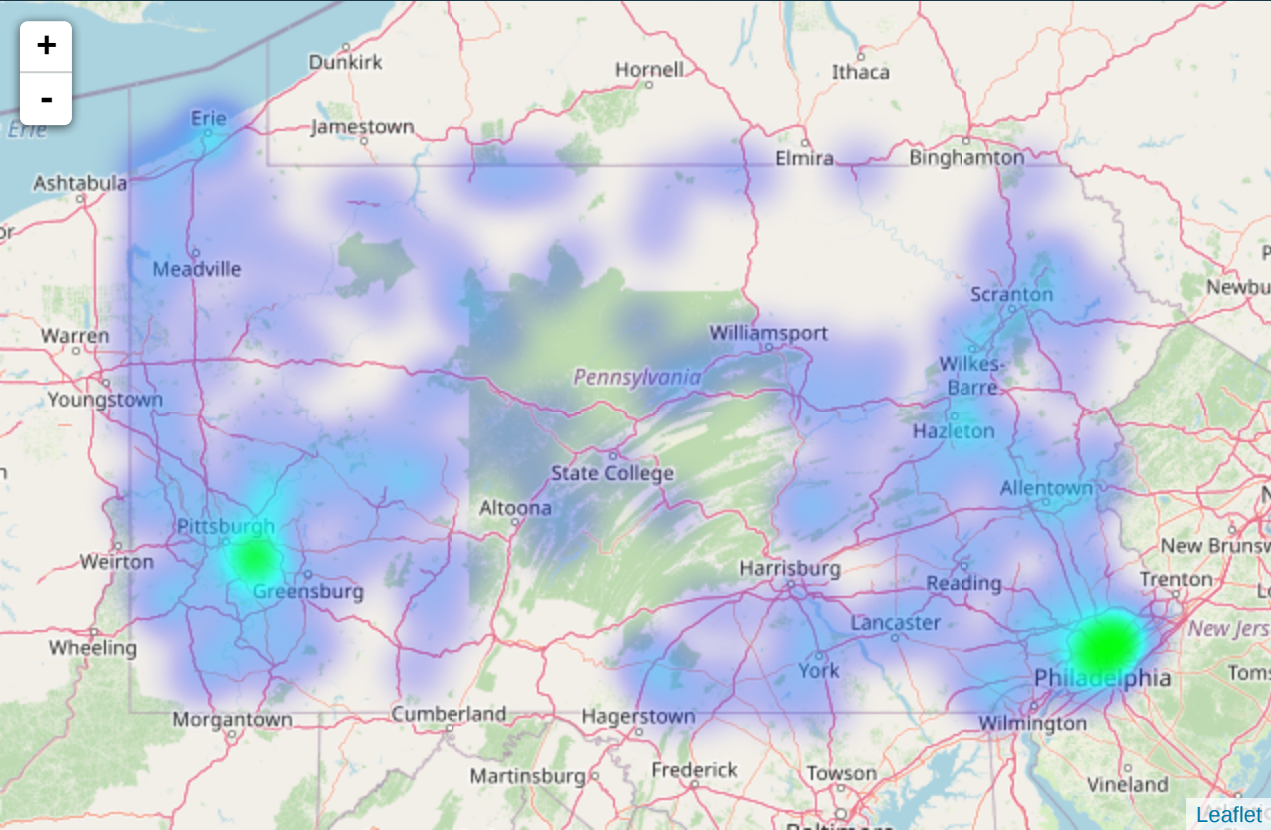 +
-
Dunkirk
Hornell
Ithaca
Erie
Erie
Jamestown
Elmira
Binghamton
Ashtabula
Meadville
Scranton
Newbu
Warren
Williamsport
Wilkes-
Barre
Pennsylvania
Youngstown
Hazleton
State College
Allentown
Altoona
Pittsburgh
New Brunsw
Weirton
Harrisburg
Reading
Trenton
Greensburg
Lancaster
New Jers
Wheeling
York
Philadelphia
Toms
Morgantown
Cumberland
Hagerstown
Wilmington
Martinsburg
Frederick
Towson
Vineland
Leaflet
Baltimore